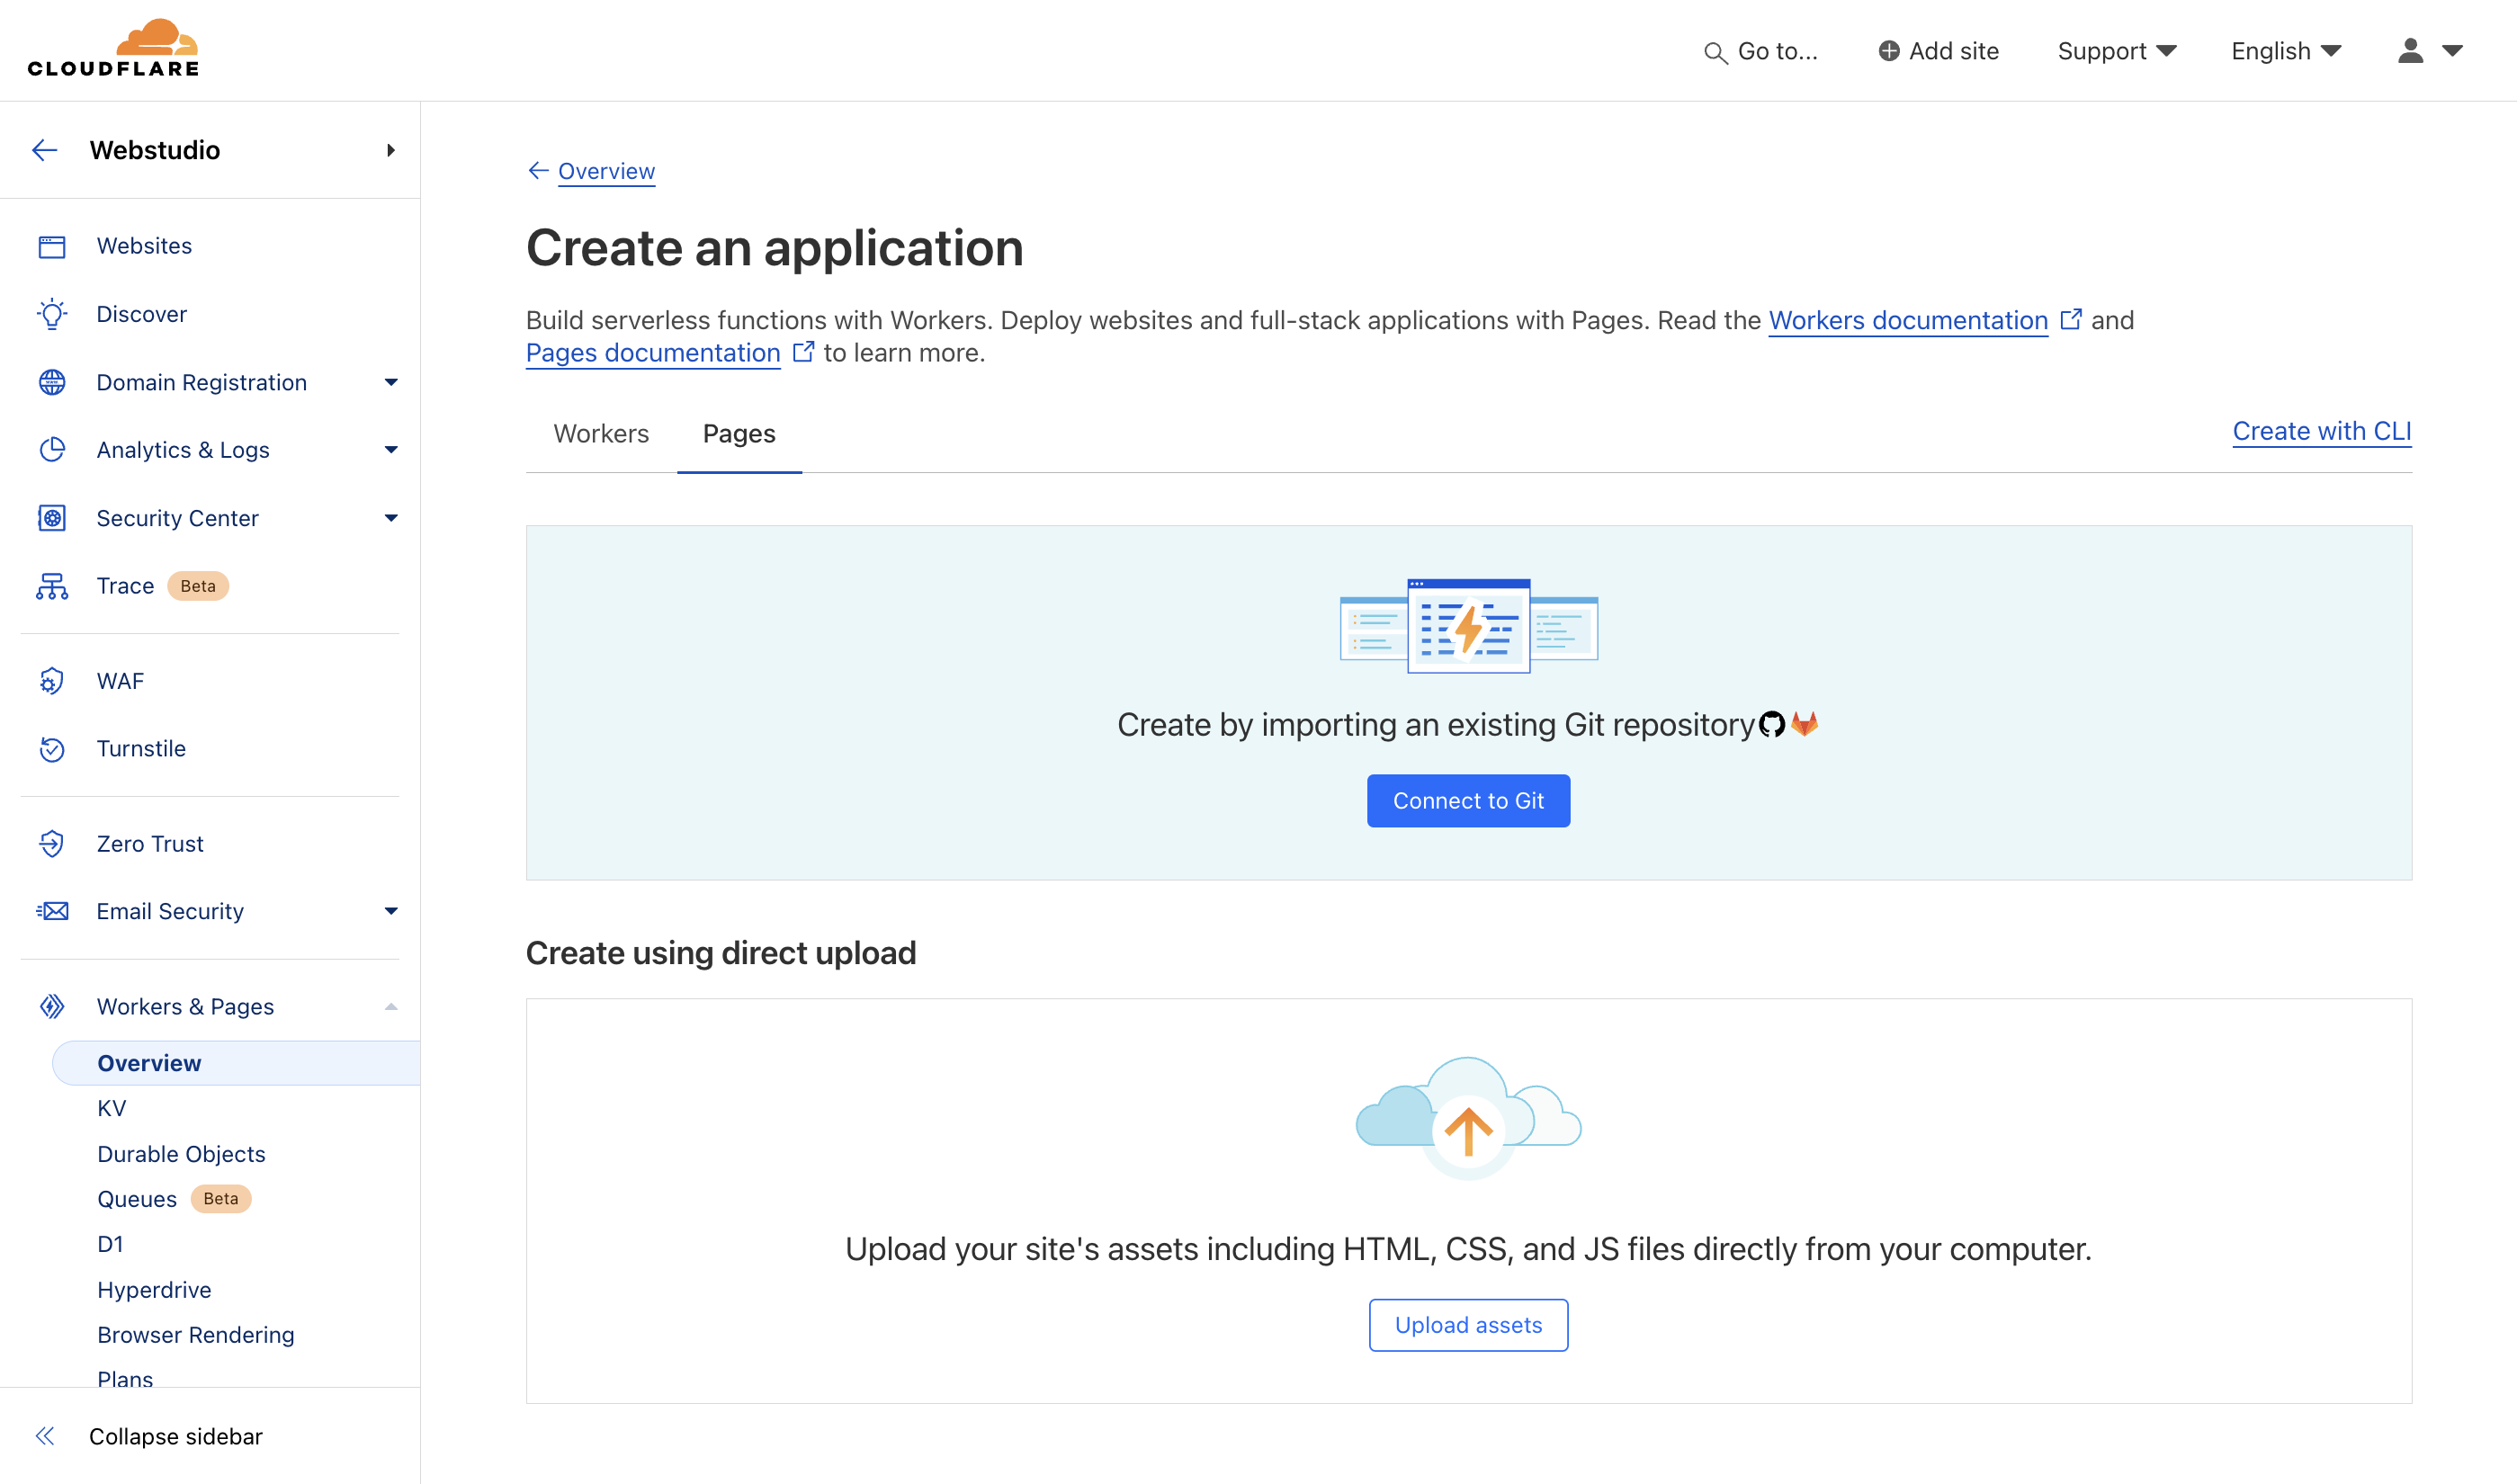 CLOUDFLARE
Go to...
Add site
Support
English
Webstudio
Websites
Discover
Domain Registration
Analytics & Logs
Security Center
Trace Beta
WAF
Turnstile
Zero Trust
Email Security
Workers & Pages
Overview
KV
Durable Objects
Queues Beta
D1
Hyperdrive
Browser Rendering
Plans
Collapse sidebar
Overview
Create an application
Build serverless functions with Workers. Deploy websites and full-stack applications with Pages. Read the Workers documentation and
Pages documentation to learn more.
Workers
Pages
Create with CLI
Create by importing an existing Git repository
Connect to Git
Create using direct upload
Upload your site's assets including HTML, CSS, and JS files directly from your computer.
Upload assets